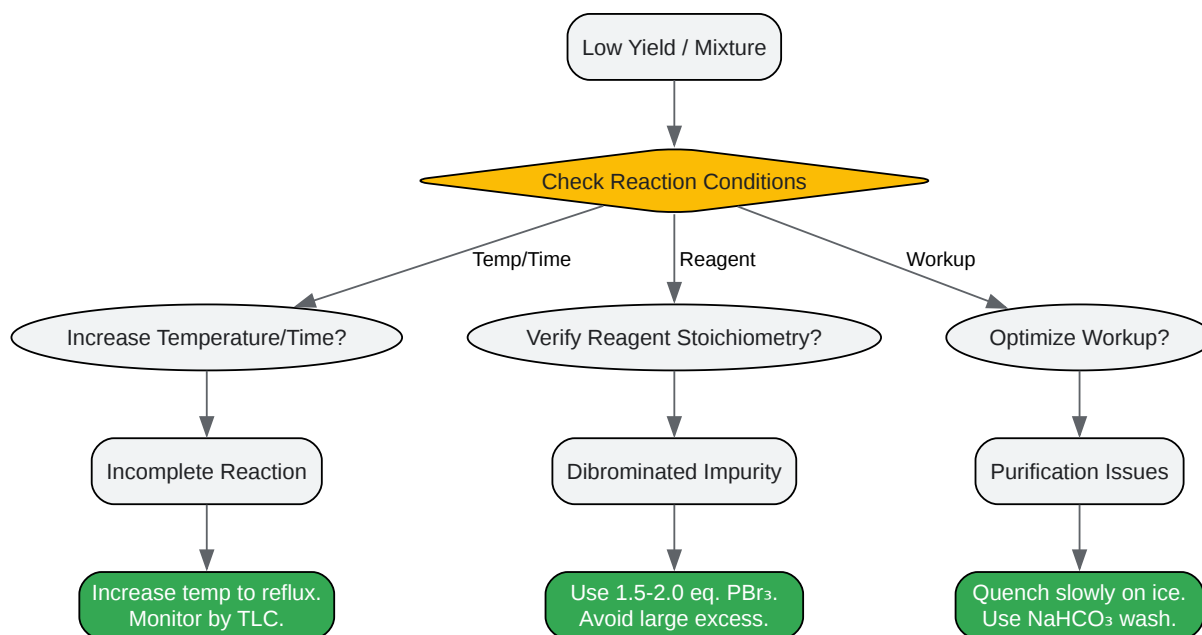 Low Yield / Mixture
Check Reaction Conditions
Temp/Time
Reagent
Workup
Increase Temperature/Time?
Verify Reagent Stoichiometry?
Optimize Workup?
Incomplete Reaction
Dibrominated Impurity
Purification Issues
Increase temp to reflux.
Monitor by TLC.
Use 1.5-2.0 eq. PBr₃.
Avoid large excess.
Quench slowly on ice.
Use NaHCO₃ wash.